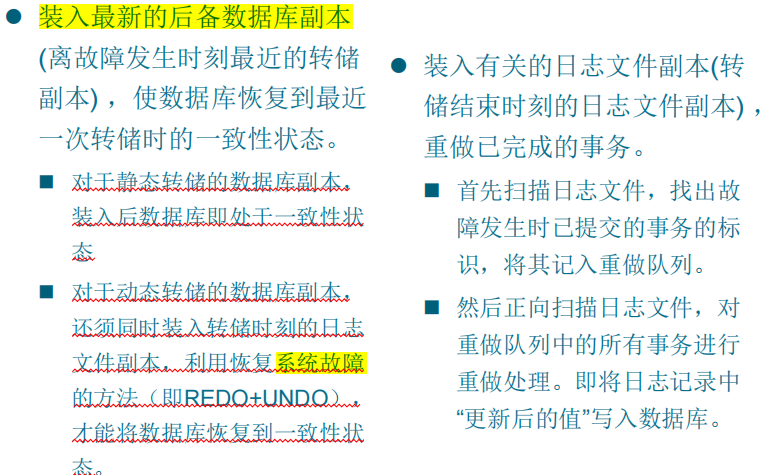 装入最新的后备数据库副本
(离故障发生时刻最近的转储
副本) ，使数据库恢复到最近
一次转储时的一致性状态。
对于静态转储的数据库副本，
装入后数据库即处于一致性状
态
对于动态转储的数据库副本，
还须同时装入转储时刻的日志
文件副本，利用恢复系统故障
的方法（即REDO+UNDO），
才能将数据库恢复到一致性状
态。
装入有关的日志文件副本(转
储结束时刻的日志文件副本) ，
重做已完成的事务。
首先扫描日志文件，找出故
障发生时已提交的事务的标
识，将其记入重做队列。
然后正向扫描日志文件，对
重做队列中的所有事务进行
重做处理。即将日志记录中
“更新后的值”写入数据库。